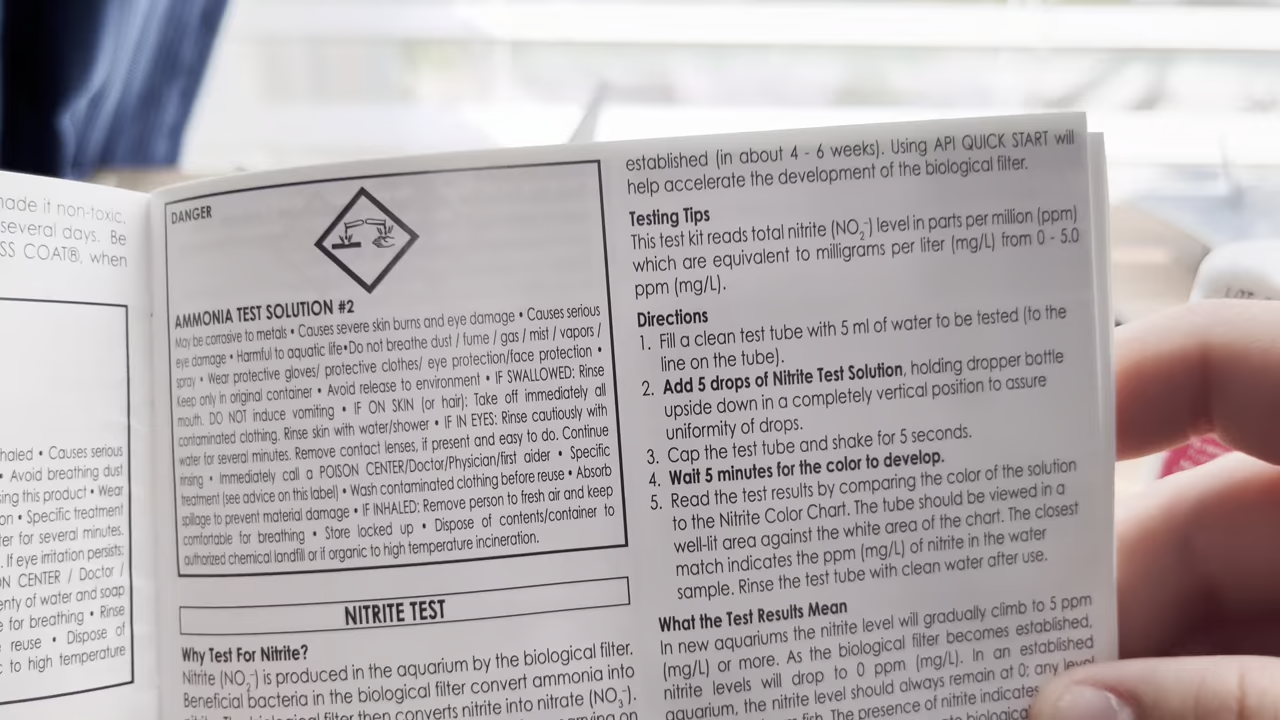 made it non-toxic.
several days. Be
SS COAT®, when
haled • Causes serious
• Avoid breathing dust
ing this product • Wear
on • Specific treatment
ter for several minutes.
. If eye irritation persists:
ON CENTER / Doctor /
enty of water and soap
e for breathing • Rinse
reuse • Dispose of
to high temperature
DANGER
AMMONIA TEST SOLUTION #2
May be corrosive to metals • Causes severe skin burns and eye damage • Causes serious
eye damage • Harmful to aquatic life•Do not breathe dust / fume / gas / mist / vapors /
spray • Wear protective gloves/ protective clothes/ eye protection/face protection •
Keep only in original container • Avoid release to environment • IF SWALLOWED: Rinse
mouth. DO NOT induce vomiting • IF ON SKIN (or hair): Take off immediately all
contaminated clothing. Rinse skin with water/shower • IF IN EYES: Rinse cautiously with
water for several minutes. Remove contact lenses, if present and easy to do. Continue
rinsing • Immediately call a POISON CENTER/Doctor/Physician/first aider • Specific
treatment (see advice on this label) • Wash contaminated clothing before reuse • Absorb
spillage to prevent material damage • IF INHALED: Remove person to fresh air and keep
comfortable for breathing • Store locked up • Dispose of contents/container to
authorized chemical landfill or if organic to high temperature incineration.
NITRITE TEST
Why Test For Nitrite?
Nitrite (NO₂⁻) is produced in the aquarium by the biological filter.
Beneficial bacteria in the biological filter convert ammonia into
filter then converts nitrite into nitrate (NO₃⁻).
established (in about 4 - 6 weeks). Using API QUICK START will
help accelerate the development of the biological filter.
Testing Tips
This test kit reads total nitrite (NO₂⁻) level in parts per million (ppm)
which are equivalent to milligrams per liter (mg/L) from 0 - 5.0
ppm (mg/L).
Directions
1. Fill a clean test tube with 5 ml of water to be tested (to the
line on the tube).
2. Add 5 drops of Nitrite Test Solution, holding dropper bottle
upside down in a completely vertical position to assure
uniformity of drops.
3. Cap the test tube and shake for 5 seconds.
4. Wait 5 minutes for the color to develop.
5. Read the test results by comparing the color of the solution
to the Nitrite Color Chart. The tube should be viewed in a
well-lit area against the white area of the chart. The closest
match indicates the ppm (mg/L) of nitrite in the water
sample. Rinse the test tube with clean water after use.
What the Test Results Mean
In new aquariums the nitrite level will gradually climb to 5 ppm
(mg/L) or more. As the biological filter becomes established,
nitrite levels will drop to 0 ppm (mg/L). In an established
aquarium, the nitrite level should always remain at 0; any level
fish. The presence of nitrite indicates